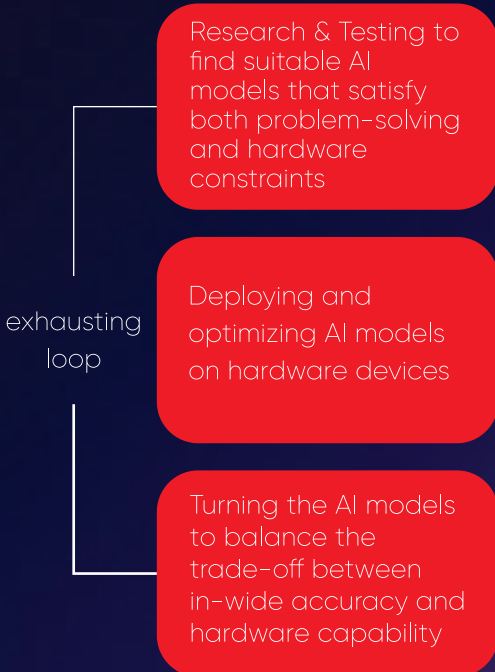 Research & Testing to
find suitable AI
models that satisfy
both problem-solving
and hardware
constraints
exhausting
loop
Deploying and
optimizing AI models
on hardware devices
Turning the AI models
to balance the
trade-off between
in-wide accuracy and
hardware capability